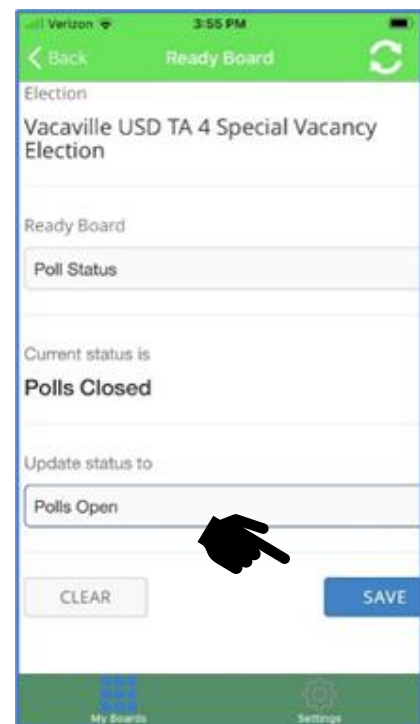 Verizon 3:55 PM
Back Ready Board
Election
Vacaville USD TA 4 Special Vacancy
Election
Ready Board
Poll Status
Current status is
Polls Closed
Update status to
Polls Open
CLEAR SAVE
My Boards Settings